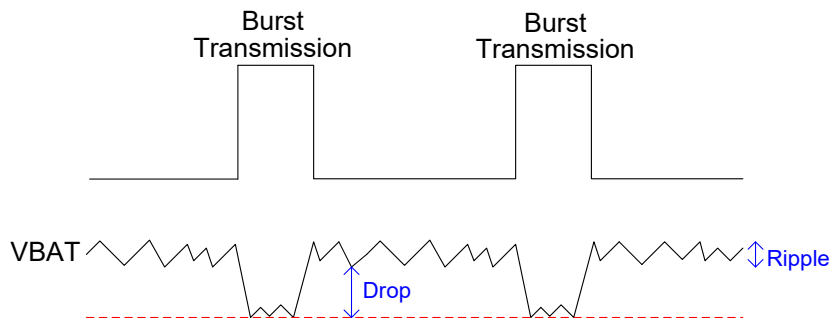 Burst
Transmission
Burst
Transmission
VBAT
Ripple
Drop